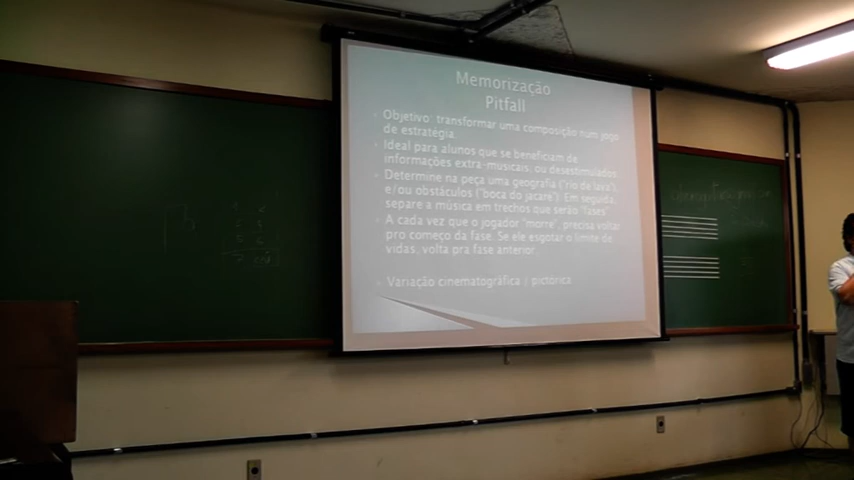 Memorização
Pitfall
Objetivo: transformar uma composição num jogo
de estratégia.
Ideal para alunos que se beneficiam de
informações extra-musicais, ou desestimulados.
Determine na peça uma geografia ("rio de lava")
e/ou obstáculos ("boca do jacaré"). Em seguida,
separe a música em trechos que serão "fases".
A cada vez que o jogador "morre", precisa voltar
pro começo da fase. Se ele esgotar o limite de
vidas, volta pra fase anterior.
Variação cinematográfica / pictórica